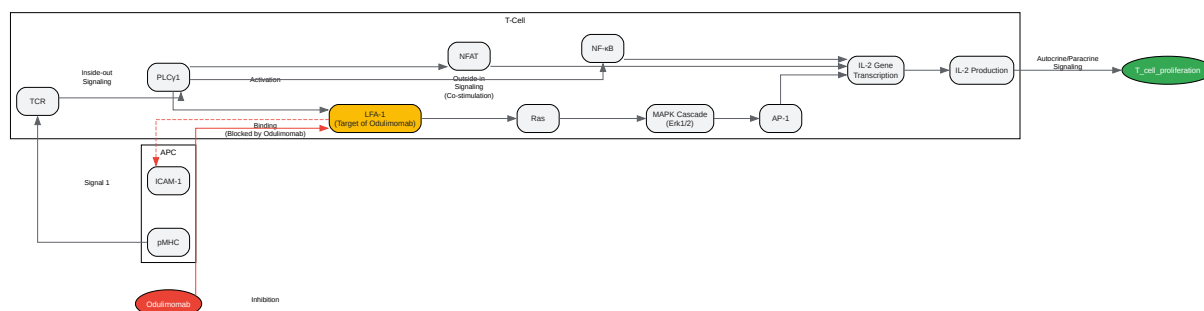 T-Cell
NF-κB
NFAT
IL-2 Gene
Transcription
IL-2 Production
Autocrine/Paracrine
Signaling
T_cell_proliferation
Inside-out
Signaling
PLCγ1
Activation
Outside-in
Signaling
(Co-stimulation)
TCR
LFA-1
(Target of Odulimomab)
Ras
MAPK Cascade
(Erk1/2)
AP-1
Binding
(Blocked by Odulimomab)
APC
ICAM-1
Signal 1
pMHC
Odulimomab
Inhibition